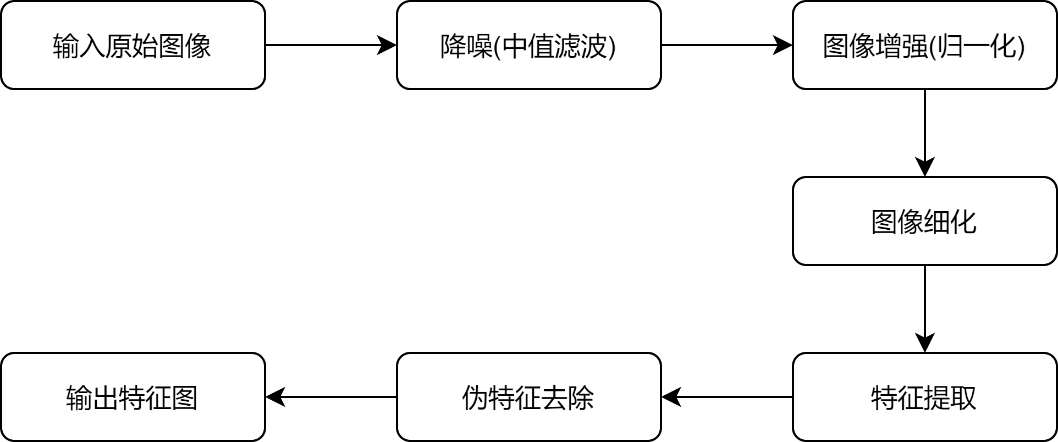 输入原始图像
降噪(中值滤波)
图像增强(归一化)
图像细化
特征提取
伪特征去除
输出特征图